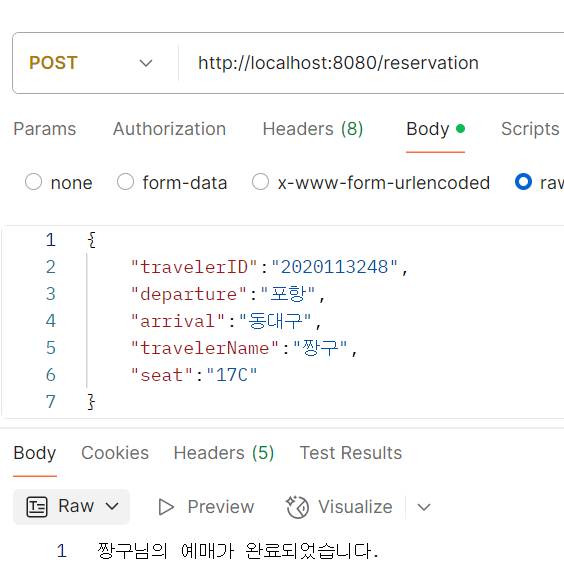 POST http://localhost:8080/reservation
Params Authorization Headers (8) Body Scripts
none form-data x-www-form-urlencoded raw
1 {
2 "travelerID":"2020113248",
3 "departure":"포항",
4 "arrival":"동대구",
5 "travelerName":"짱구",
6 "seat":"17C"
7 }
Body Cookies Headers (5) Test Results
Raw Preview Visualize
1 짱구님의 예매가 완료되었습니다.